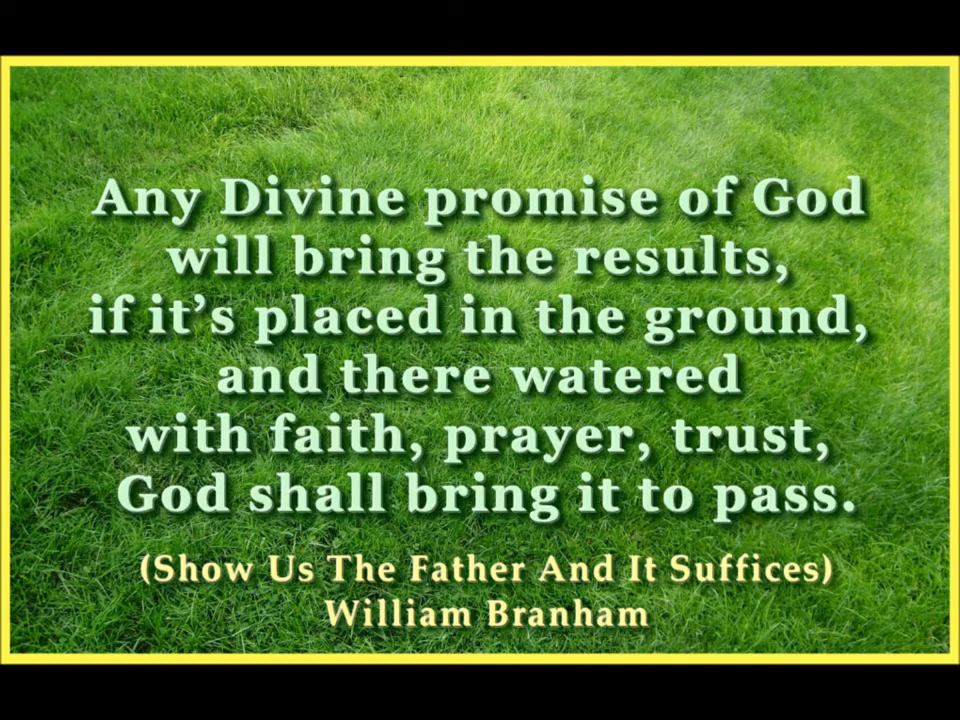 Any Divine promise of God
will bring the results,
if it’s placed in the ground,
and there watered
with faith, prayer, trust,
God shall bring it to pass.
(Show Us The Father And It Suffices)
William Branham